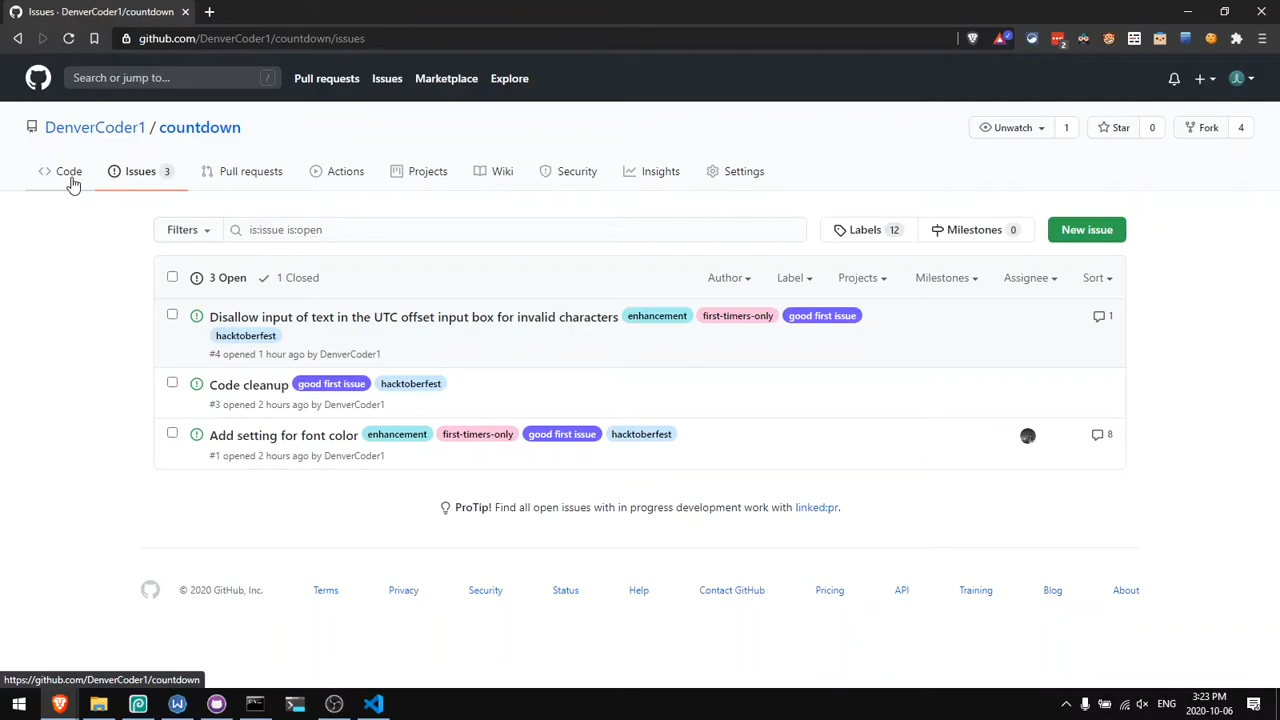 Issues · DenverCoder1/countdown
github.com/DenverCoder1/countdown/issues
2
Search or jump to...
/
Pull requests
Issues
Marketplace
Explore
DenverCoder1 / countdown
Unwatch 1
Star 0
Fork 4
Code
Issues 3
Pull requests
Actions
Projects
Wiki
Security
Insights
Settings
Filters
is:issue is:open
Labels 12
Milestones 0
New issue
3 Open
1 Closed
Author
Label
Projects
Milestones
Assignee
Sort
Disallow input of text in the UTC offset input box for invalid characters enhancement first-timers-only good first issue
1
hacktoberfest
#4 opened 1 hour ago by DenverCoder1
Code cleanup good first issue hacktoberfest
#3 opened 2 hours ago by DenverCoder1
Add setting for font color enhancement first-timers-only good first issue hacktoberfest
8
#1 opened 2 hours ago by DenverCoder1
ProTip! Find all open issues with in progress development work with linked:pr.
© 2020 GitHub, Inc.
Terms
Privacy
Security
Status
Help
Contact GitHub
Pricing
API
Training
Blog
About
https://github.com/DenverCoder1/countdown
ENG
3:23 PM
2020-10-06